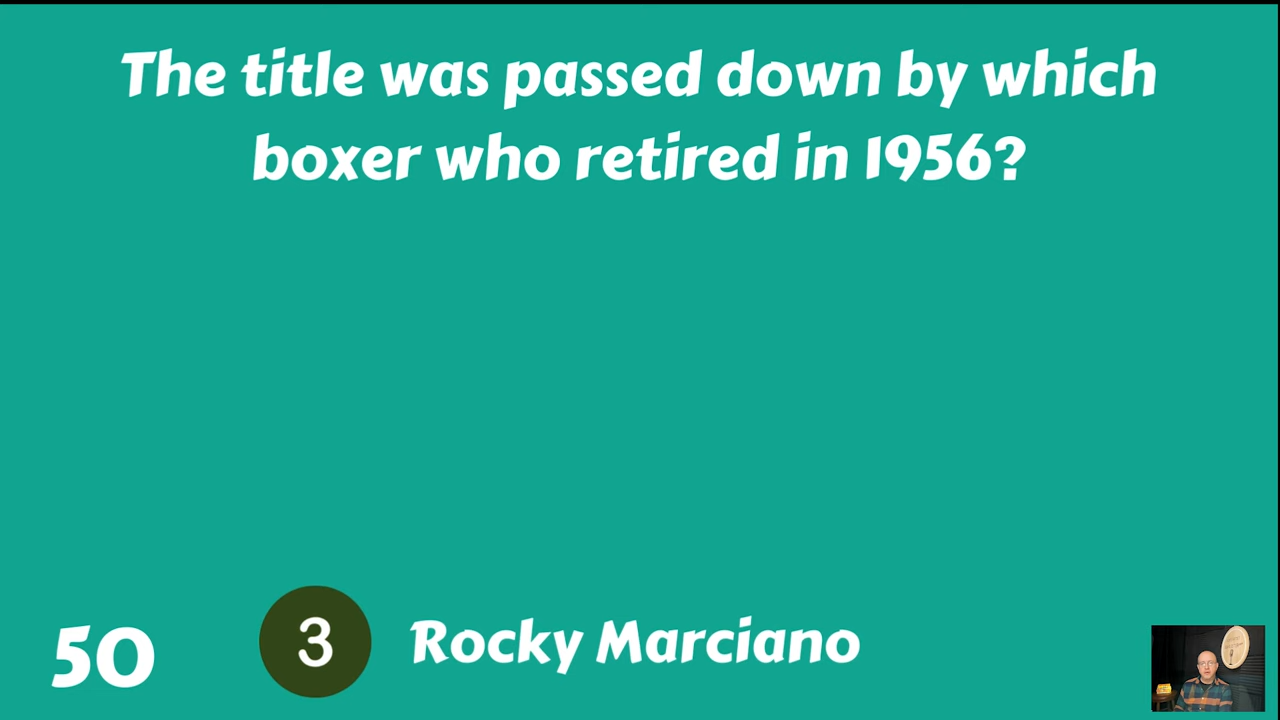 The title was passed down by which
boxer who retired in 1956?
50
3
Rocky Marciano